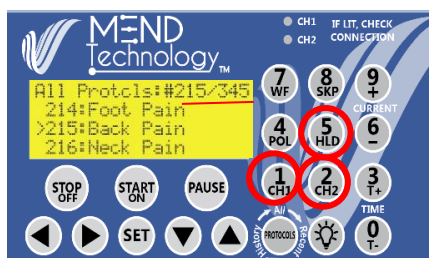 MEND
Technology™
CH1 IF LIT, CHECK
CH2 CONNECTION
All Protcls:#215/345
214:Foot Pain
>215:Back Pain
216:Neck Pain
7 WF
8 SKP
9 +
CURRENT
4 POL
5 HLD
6 -
1 CH1
2 CH2
3 T+
TIME
STOP OFF
START ON
PAUSE
SET
All
History
PROTOCOLS
Recent
0 T-